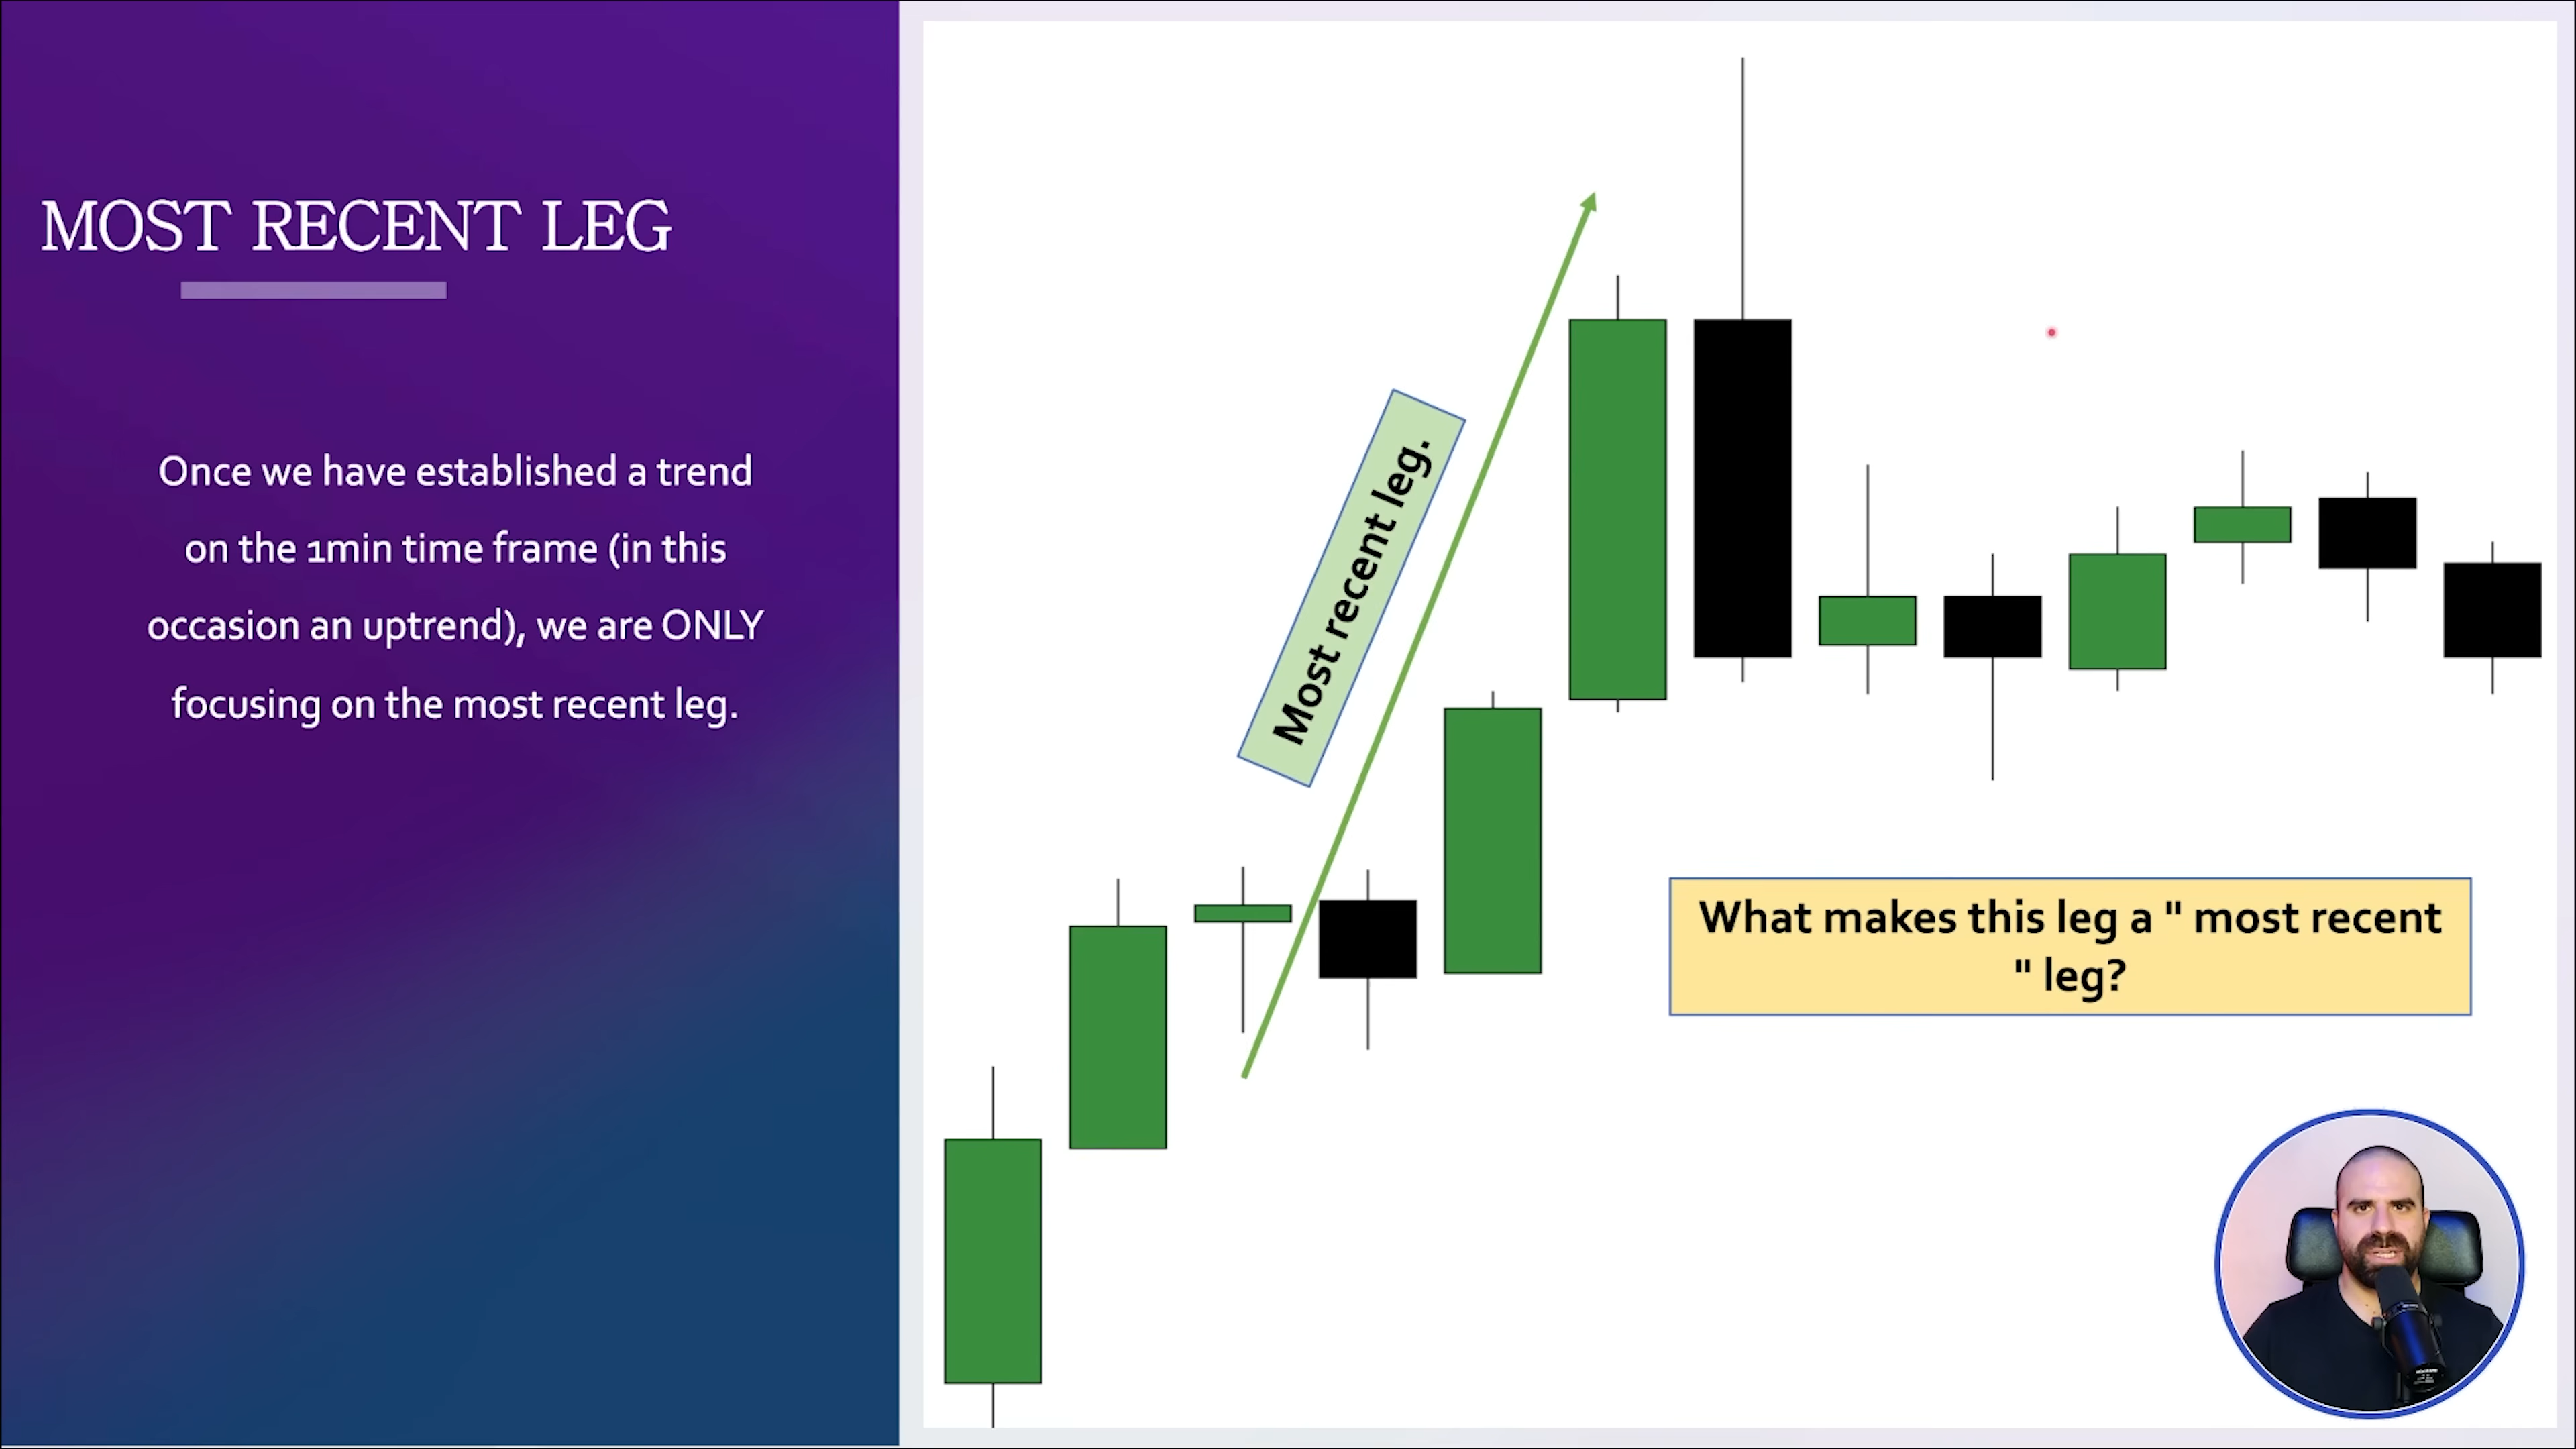 MOST RECENT LEG
Once we have established a trend
on the 1min time frame (in this
occasion an uptrend), we are ONLY
focusing on the most recent leg.
Most recent leg.
What makes this leg a " most recent
" leg?